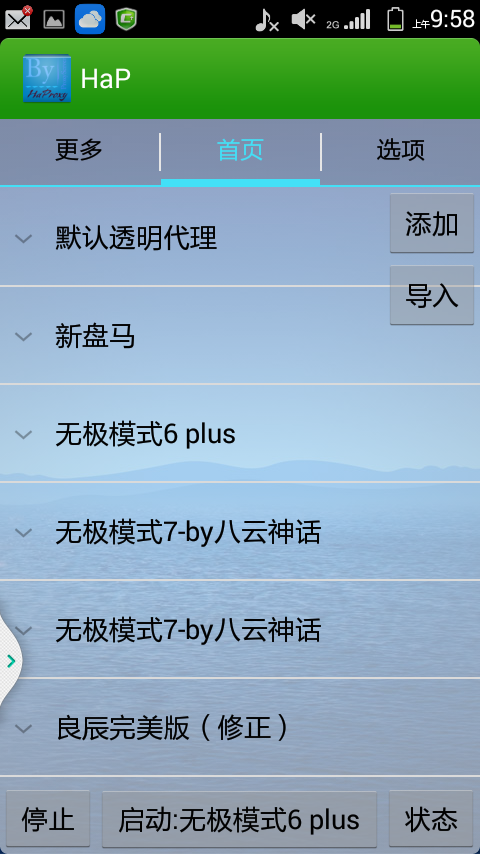 2G 上午9:58
By
HaProxy
HaP
更多 首页 选项
默认透明代理
添加
导入
新盘马
无极模式6 plus
无极模式7-by八云神话
无极模式7-by八云神话
良辰完美版（修正）
停止 启动:无极模式6 plus 状态